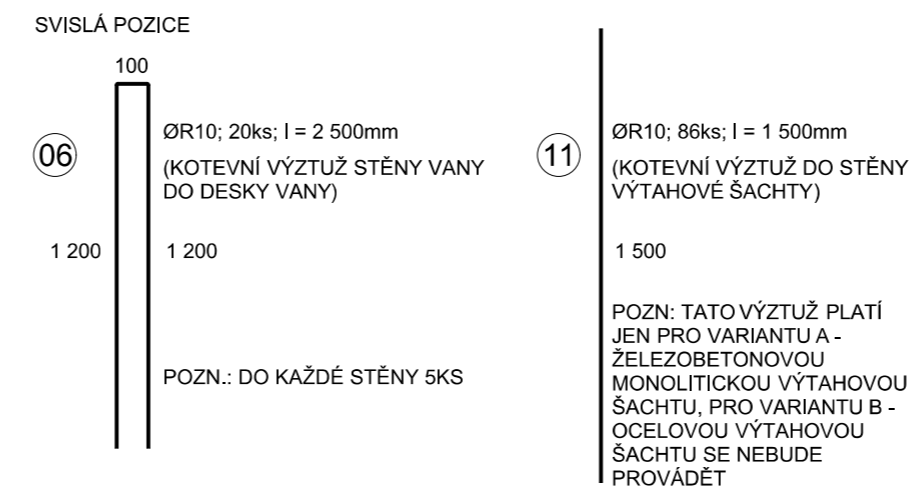 SVISLÁ POZICE
100
06
ØR10; 20ks; l = 2 500mm
(KOTEVNÍ VÝZTUŽ STĚNY VANY
DO DESKY VANY)
1 200
1 200
POZN.: DO KAŽDÉ STĚNY 5KS
11
ØR10; 86ks; l = 1 500mm
(KOTEVNÍ VÝZTUŽ DO STĚNY
VÝTAHOVÉ ŠACHTY)
1 500
POZN: TATO VÝZTUŽ PLATÍ
JEN PRO VARIANTU A -
ŽELEZOBETONOVOU
MONOLITICKOU VÝTAHOVOU
ŠACHTU, PRO VARIANTU B -
OCELOVOU VÝTAHOVOU
ŠACHTU SE NEBUDE
PROVÁDĚT